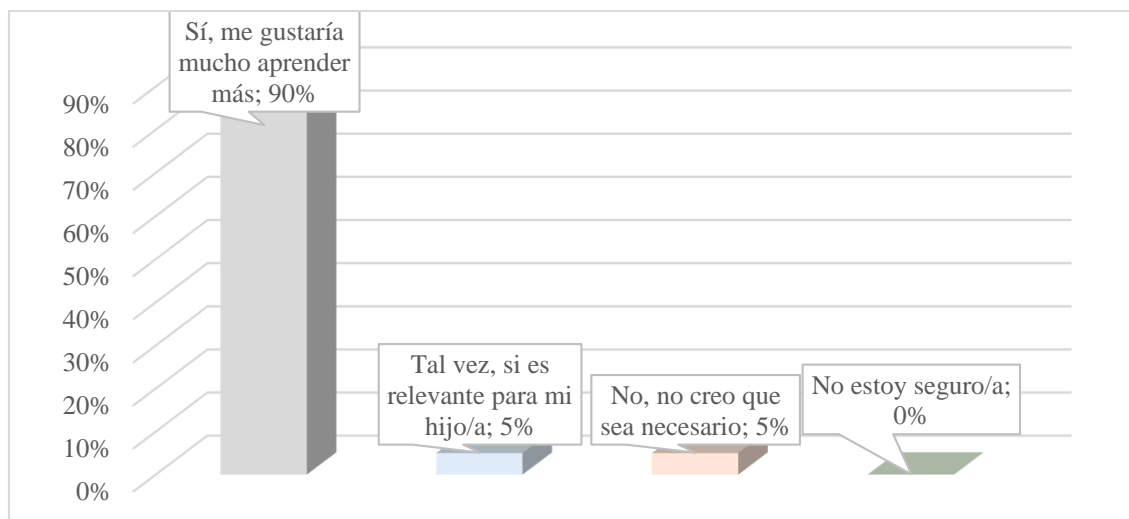 Sí, me gustaría
mucho aprender
más; 90%
90%
80%
70%
60%
50%
40%
30%
20%
10%
0%
Tal vez, si es
relevante para mi
hijo/a; 5%
No, no creo que
sea necesario; 5%
No estoy seguro/a;
0%